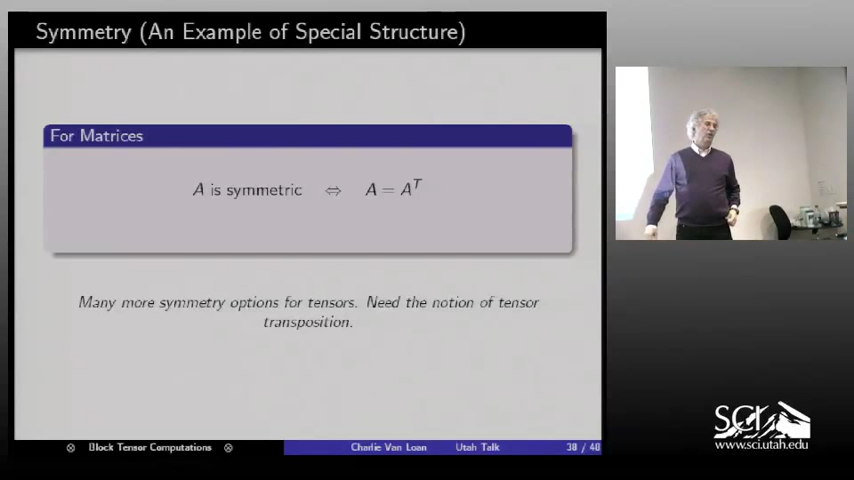 Symmetry (An Example of Special Structure)
For Matrices
A is symmetric ⇔ A = Aᵀ
Many more symmetry options for tensors. Need the notion of tensor
transposition.
⊗ Block Tensor Computations ⊗ Charlie Van Loan Utah Talk 38 / 40
SCI
www.sci.utah.edu